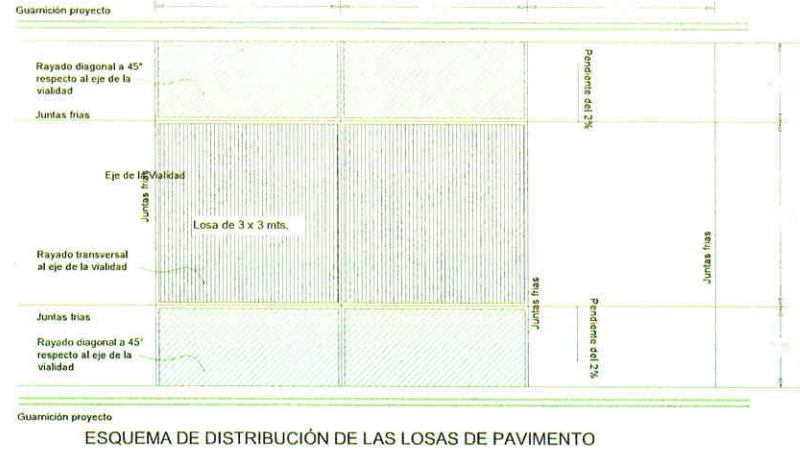 Guarnición proyecto
Rayado diagonal a 45°
respecto al eje de la
vialidad
Pendiente del 2%
Juntas frias
Eje de la Vialidad
Juntas frias
Losa de 3 x 3 mts.
Juntas frias
Rayado transversal
al eje de la vialidad
Juntas frias
Juntas frias
Pendiente del 2%
Rayado diagonal a 45°
respecto al eje de la
vialidad
Guarnición proyecto
ESQUEMA DE DISTRIBUCIÓN DE LAS LOSAS DE PAVIMENTO